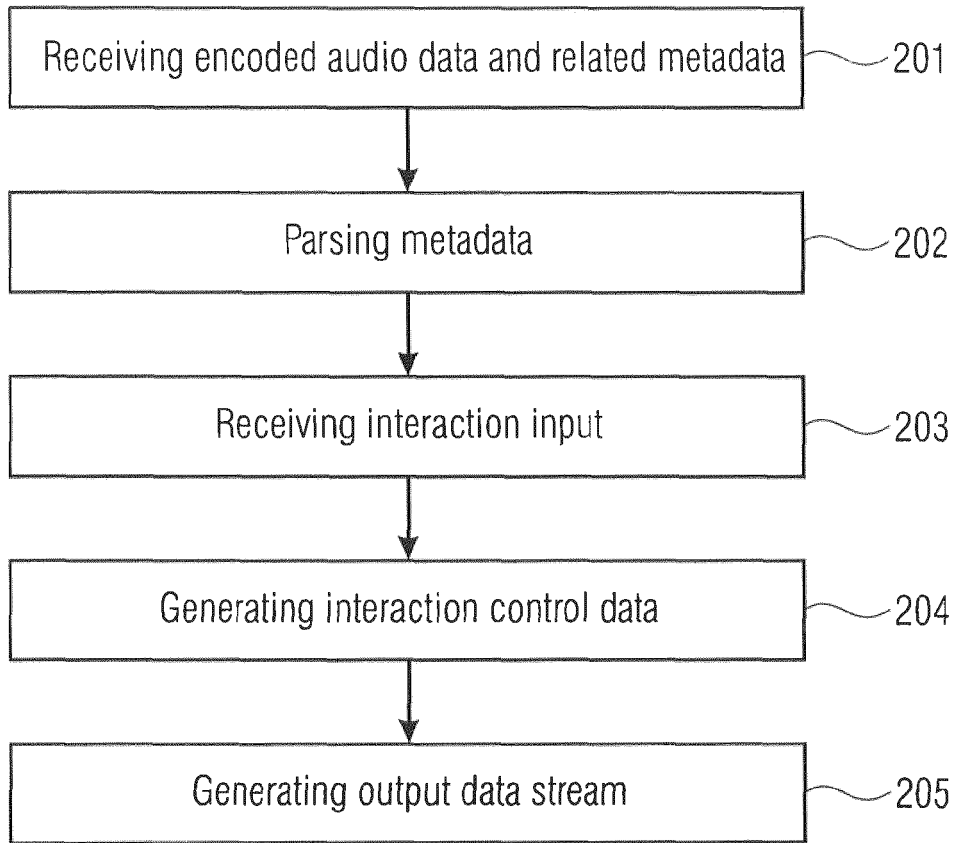 Receiving encoded audio data and related metadata 201
Parsing metadata 202
Receiving interaction input 203
Generating interaction control data 204
Generating output data stream 205